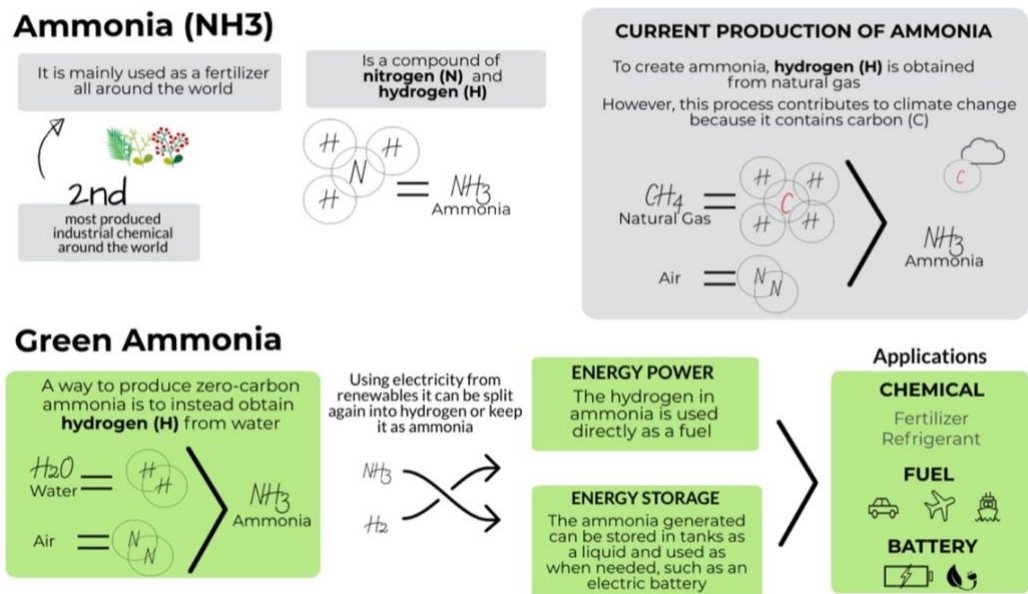 Ammonia (NH3)
It is mainly used as a fertilizer
all around the world
2nd
most produced
industrial chemical
around the world
Is a compound of
nitrogen (N) and
hydrogen (H)
H
H
N
H
= NH3
Ammonia
CURRENT PRODUCTION OF AMMONIA
To create ammonia, hydrogen (H) is obtained
from natural gas
However, this process contributes to climate change
because it contains carbon (C)
CH4 =
Natural Gas
H H
C
H H
Air =
N
N
C
NH3
Ammonia
Green Ammonia
A way to produce zero-carbon
ammonia is to instead obtain
hydrogen (H) from water
H2O =
Water
H
H
Air =
N
N
NH3
Ammonia
Using electricity from
renewables it can be split
again into hydrogen or keep
it as ammonia
NH3
H2
ENERGY POWER
The hydrogen in
ammonia is used
directly as a fuel
ENERGY STORAGE
The ammonia generated
can be stored in tanks as
a liquid and used as
when needed, such as an
electric battery
Applications
CHEMICAL
Fertilizer
Refrigerant
FUEL
BATTERY